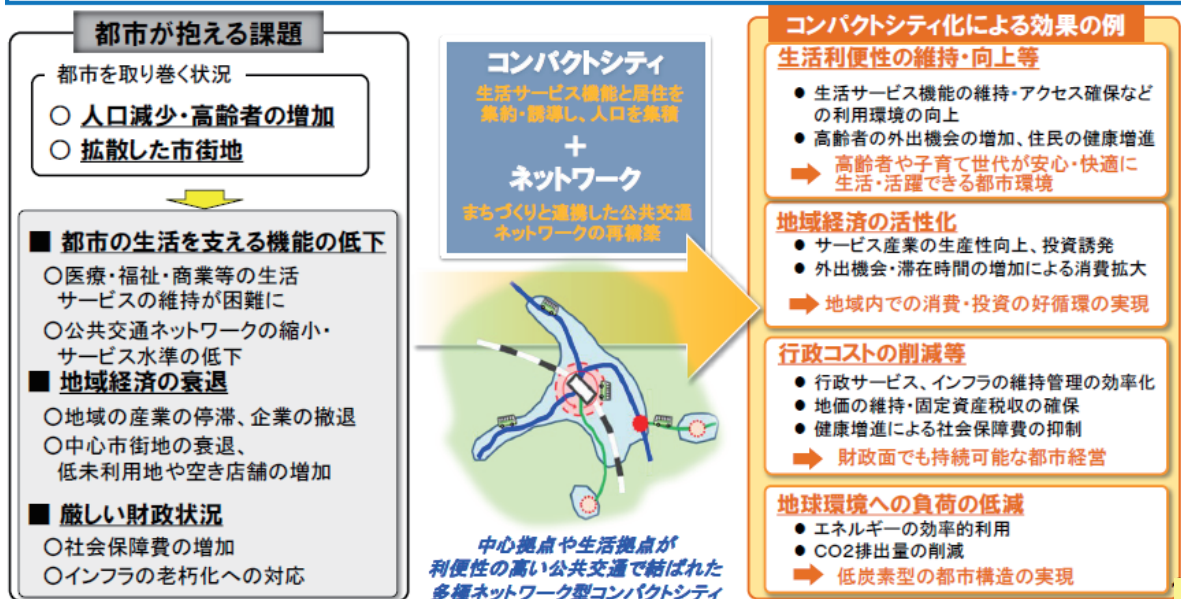 都市が抱える課題
都市を取り巻く状況
○ 人口減少・高齢者の増加
○ 拡散した市街地
■ 都市の生活を支える機能の低下
○医療・福祉・商業等の生活
サービスの維持が困難に
○公共交通ネットワークの縮小・
サービス水準の低下
■ 地域経済の衰退
○地域の産業の停滞、企業の撤退
○中心市街地の衰退、
低未利用地や空き店舗の増加
■ 厳しい財政状況
○社会保障費の増加
○インフラの老朽化への対応
コンパクトシティ
生活サービス機能と居住を
集約・誘導し、人口を集積
+
ネットワーク
まちづくりと連携した公共交通
ネットワークの再構築
中心拠点や生活拠点が
利便性の高い公共交通で結ばれた
多極ネットワーク型コンパクトシティ
コンパクトシティ化による効果の例
生活利便性の維持・向上等
● 生活サービス機能の維持・アクセス確保など
の利用環境の向上
● 高齢者の外出機会の増加、住民の健康増進
高齢者や子育て世代が安心・快適に
生活・活躍できる都市環境
地域経済の活性化
● サービス産業の生産性向上、投資誘発
● 外出機会・滞在時間の増加による消費拡大
地域内での消費・投資の好循環の実現
行政コストの削減等
● 行政サービス、インフラの維持管理の効率化
● 地価の維持・固定資産税収の確保
● 健康増進による社会保障費の抑制
財政面でも持続可能な都市経営
地球環境への負荷の低減
● エネルギーの効率的利用
● CO2排出量の削減
低炭素型の都市構造の実現